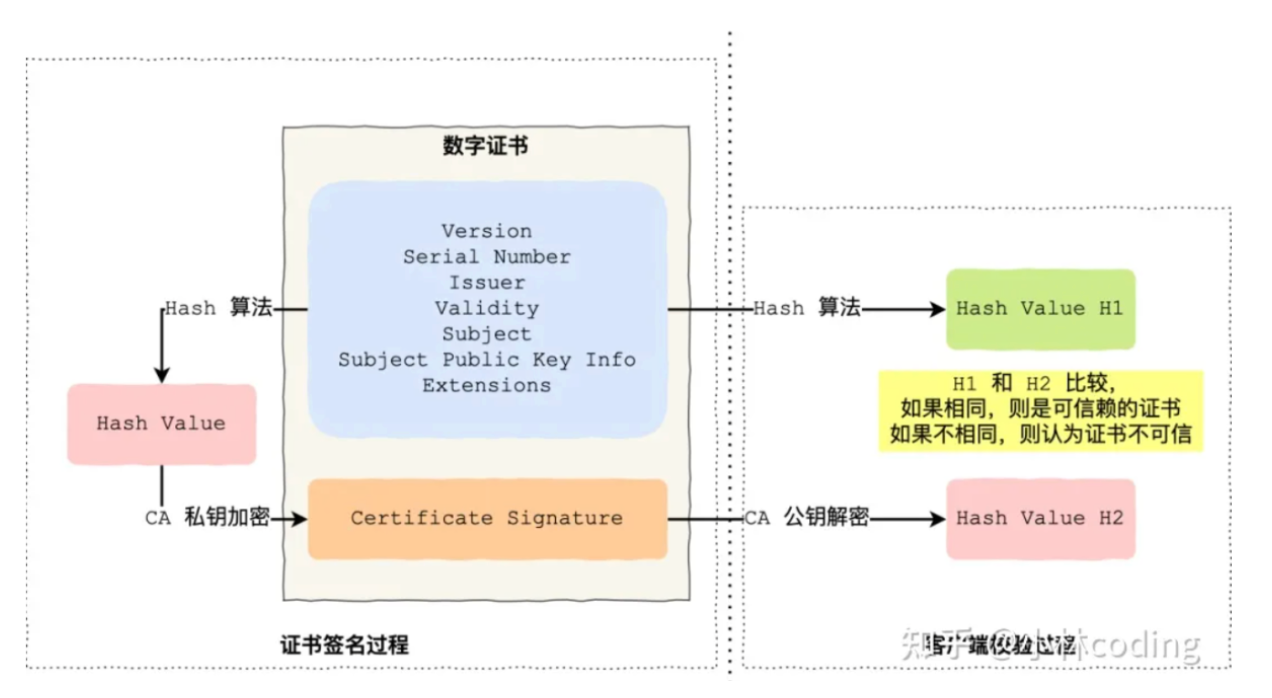 数字证书
Version
Serial Number
Issuer
Validity
Subject
Subject Public Key Info
Extensions
Hash 算法
Hash Value
CA 私钥加密
Certificate Signature
证书签名过程
Hash 算法
Hash Value H1
H1 和 H2 比较，
如果相同，则是可信赖的证书
如果不相同，则认为证书不可信
CA 公钥解密
Hash Value H2
客户端校验过程
知乎 @小林coding